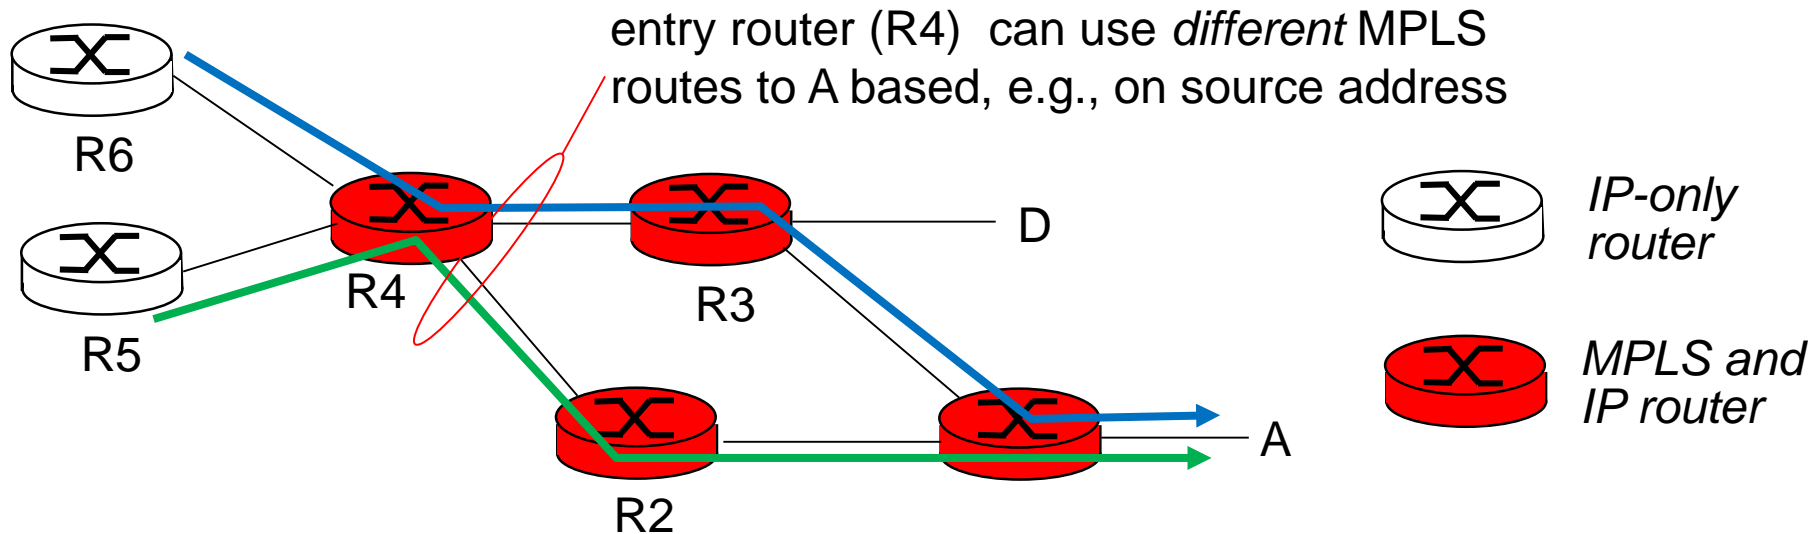 entry router (R4) can use different MPLS
routes to A based, e.g., on source address
R6
IP-only
router
D
R4
R3
R5
MPLS and
IP router
A
R2